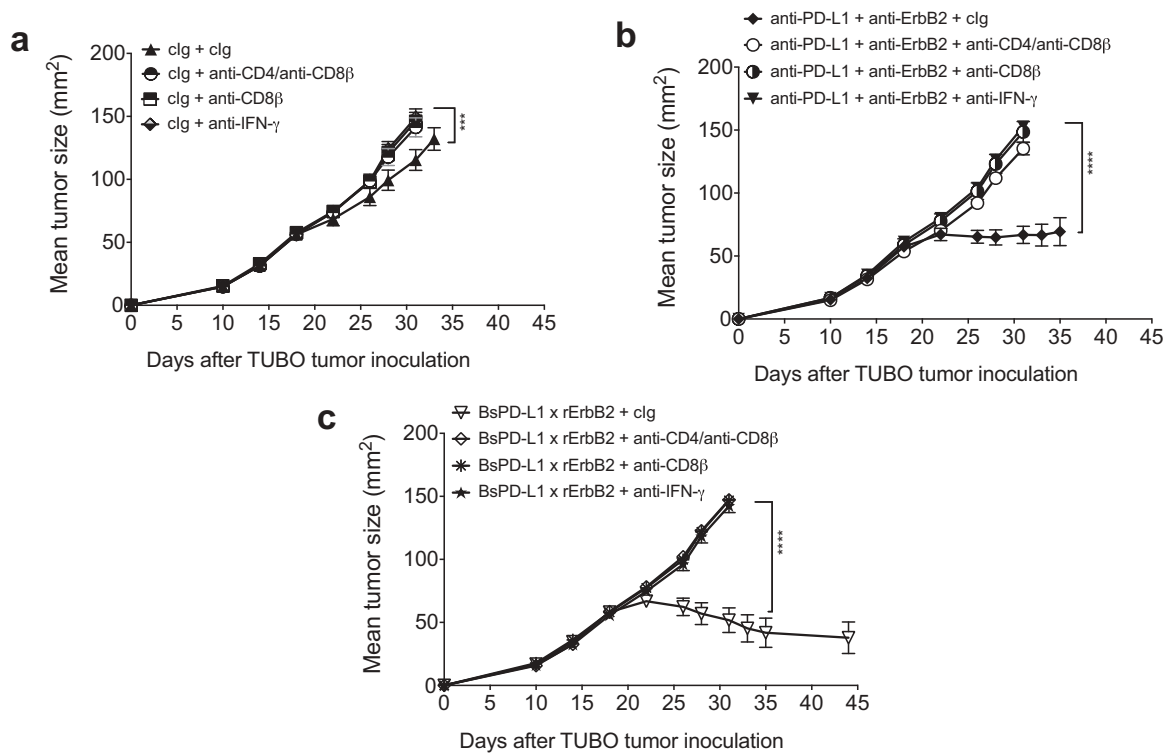 a
cIg + cIg
cIg + anti-CD4/anti-CD8β
cIg + anti-CD8β
cIg + anti-IFN-γ
Mean tumor size (mm²)
200
150
100
50
0
***
0 5 10 15 20 25 30 35 40 45
Days after TUBO tumor inoculation
b
anti-PD-L1 + anti-ErbB2 + cIg
anti-PD-L1 + anti-ErbB2 + anti-CD4/anti-CD8β
anti-PD-L1 + anti-ErbB2 + anti-CD8β
anti-PD-L1 + anti-ErbB2 + anti-IFN-γ
Mean tumor size (mm²)
200
150
100
50
0
****
0 5 10 15 20 25 30 35 40 45
Days after TUBO tumor inoculation
c
BsPD-L1 x rErbB2 + cIg
BsPD-L1 x rErbB2 + anti-CD4/anti-CD8β
BsPD-L1 x rErbB2 + anti-CD8β
BsPD-L1 x rErbB2 + anti-IFN-γ
Mean tumor size (mm²)
200
150
100
50
0
****
0 5 10 15 20 25 30 35 40 45
Days after TUBO tumor inoculation